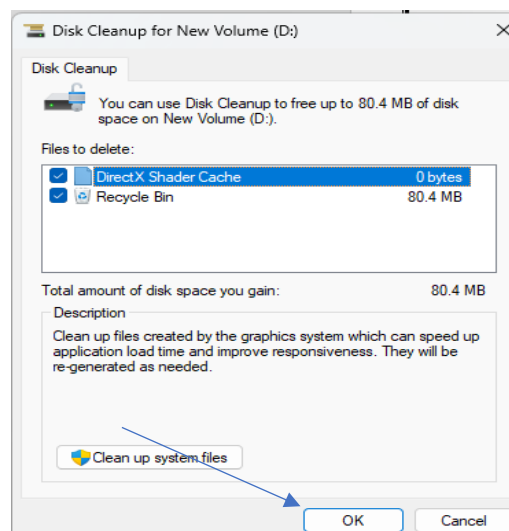 Disk Cleanup for New Volume (D:)
Disk Cleanup
You can use Disk Cleanup to free up to 80.4 MB of disk
space on New Volume (D:).
Files to delete:
DirectX Shader Cache 0 bytes
Recycle Bin 80.4 MB
Total amount of disk space you gain: 80.4 MB
Description
Clean up files created by the graphics system which can speed up
application load time and improve responsiveness. They will be
re-generated as needed.
Clean up system files
OK Cancel